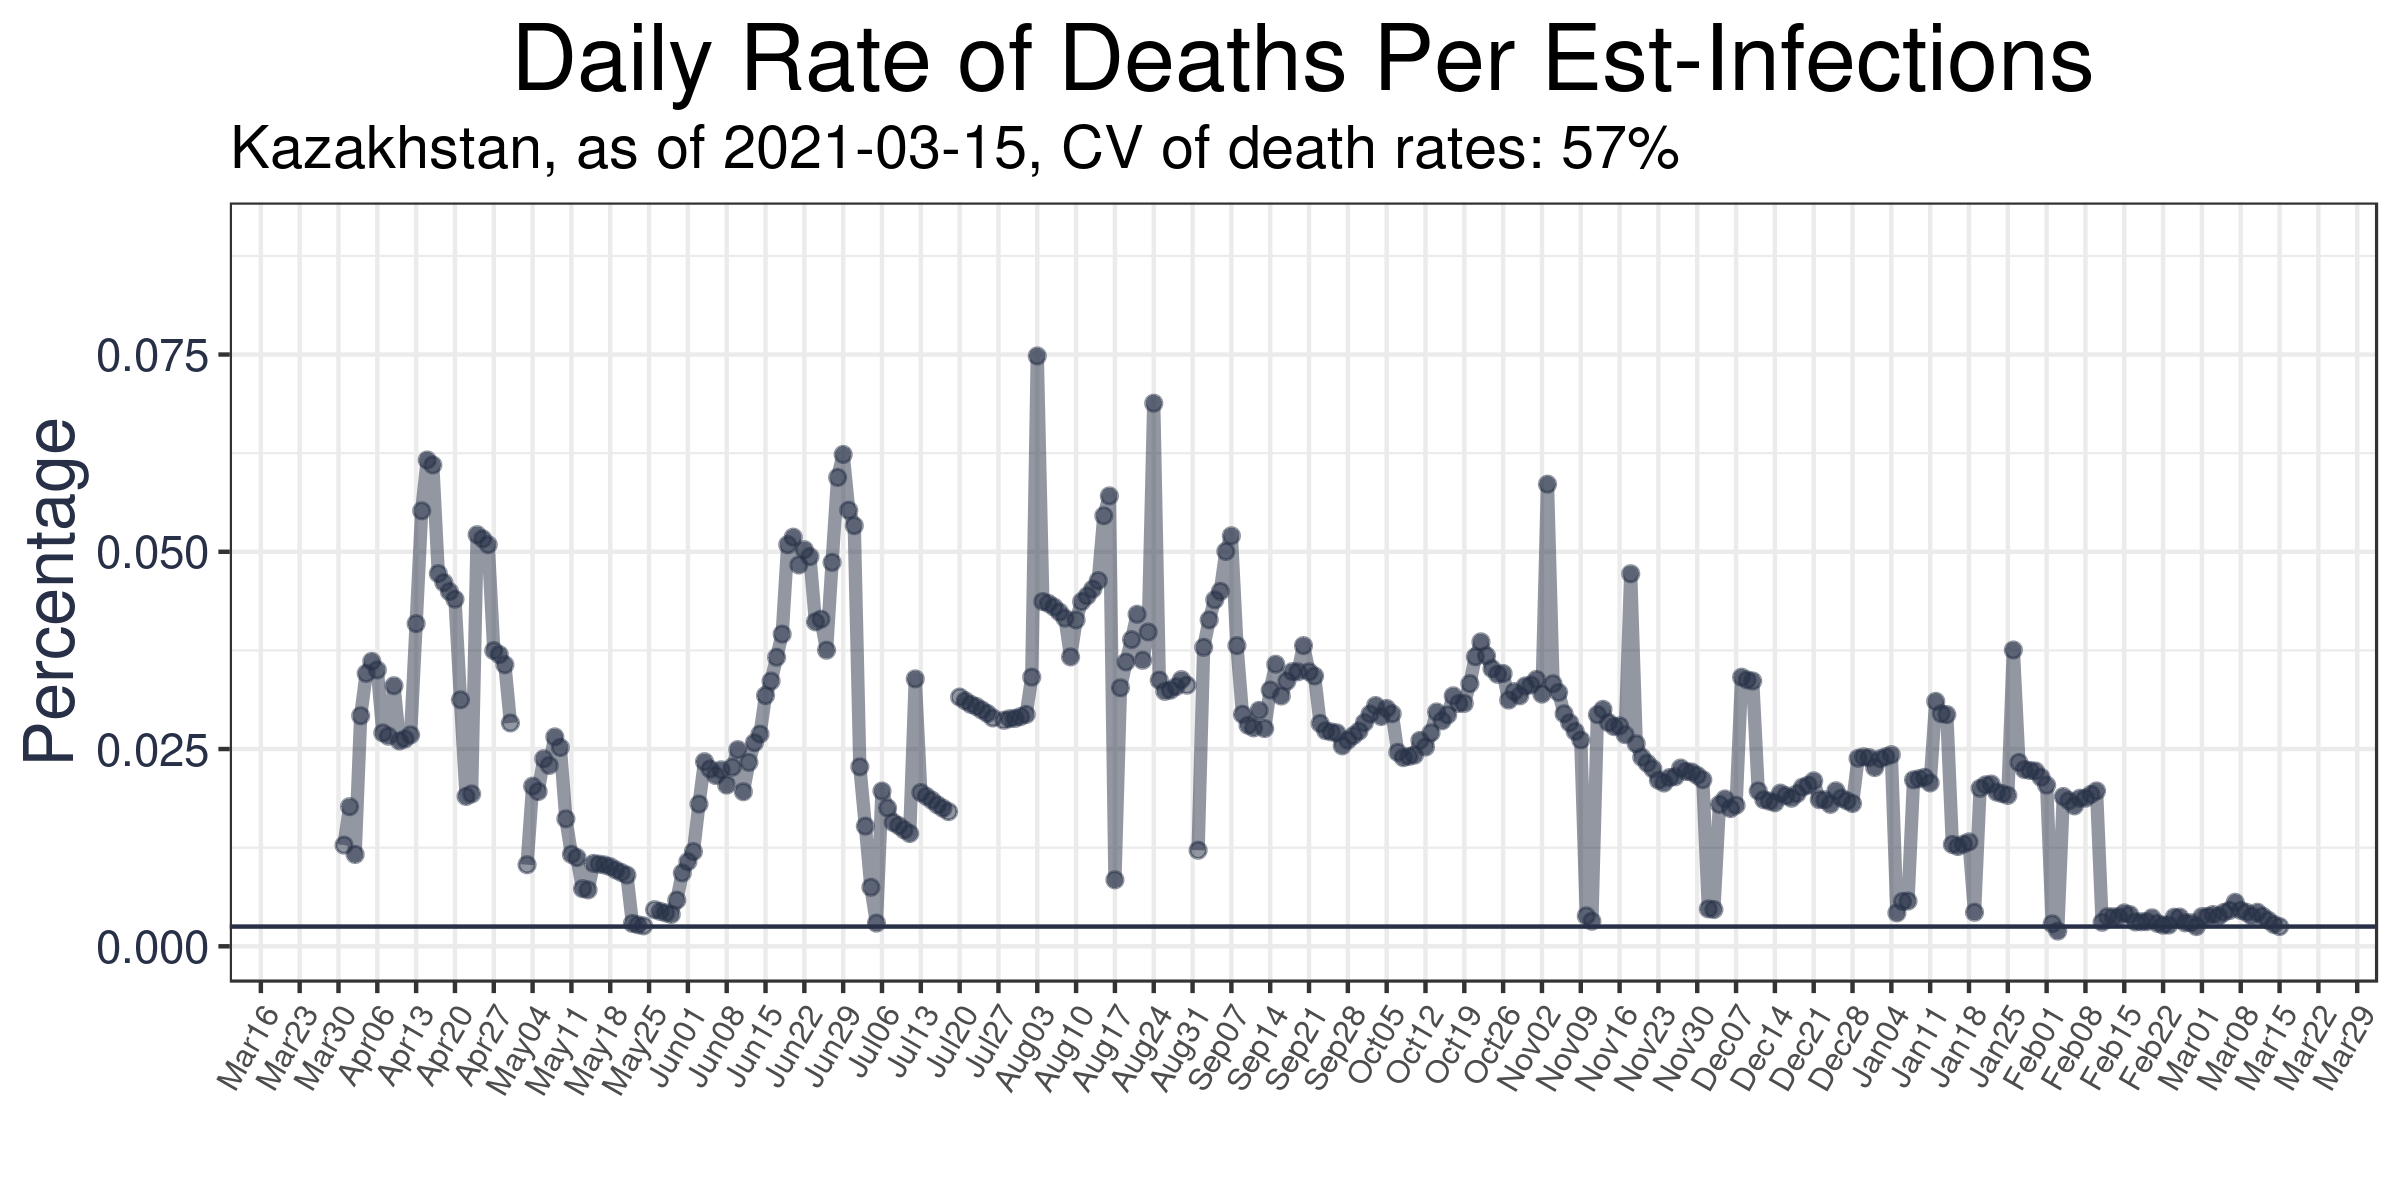 Daily Rate of Deaths Per Est-Infections
Kazakhstan, as of 2021-03-15, CV of death rates: 57%
Percentage
0.075
0.050
0.025
0.000
Mar16 Mar23 Mar30 Apr06 Apr13 Apr20 Apr27 May04 May11 May18 May25 Jun01 Jun08 Jun15 Jun22 Jun29 Jul06 Jul13 Jul20 Jul27 Aug03 Aug10 Aug17 Aug24 Aug31 Sep07 Sep14 Sep21 Sep28 Oct05 Oct12 Oct19 Oct26 Nov02 Nov09 Nov16 Nov23 Nov30 Dec07 Dec14 Dec21 Dec28 Jan04 Jan11 Jan18 Jan25 Feb01 Feb08 Feb15 Feb22 Mar01 Mar08 Mar15 Mar22 Mar29